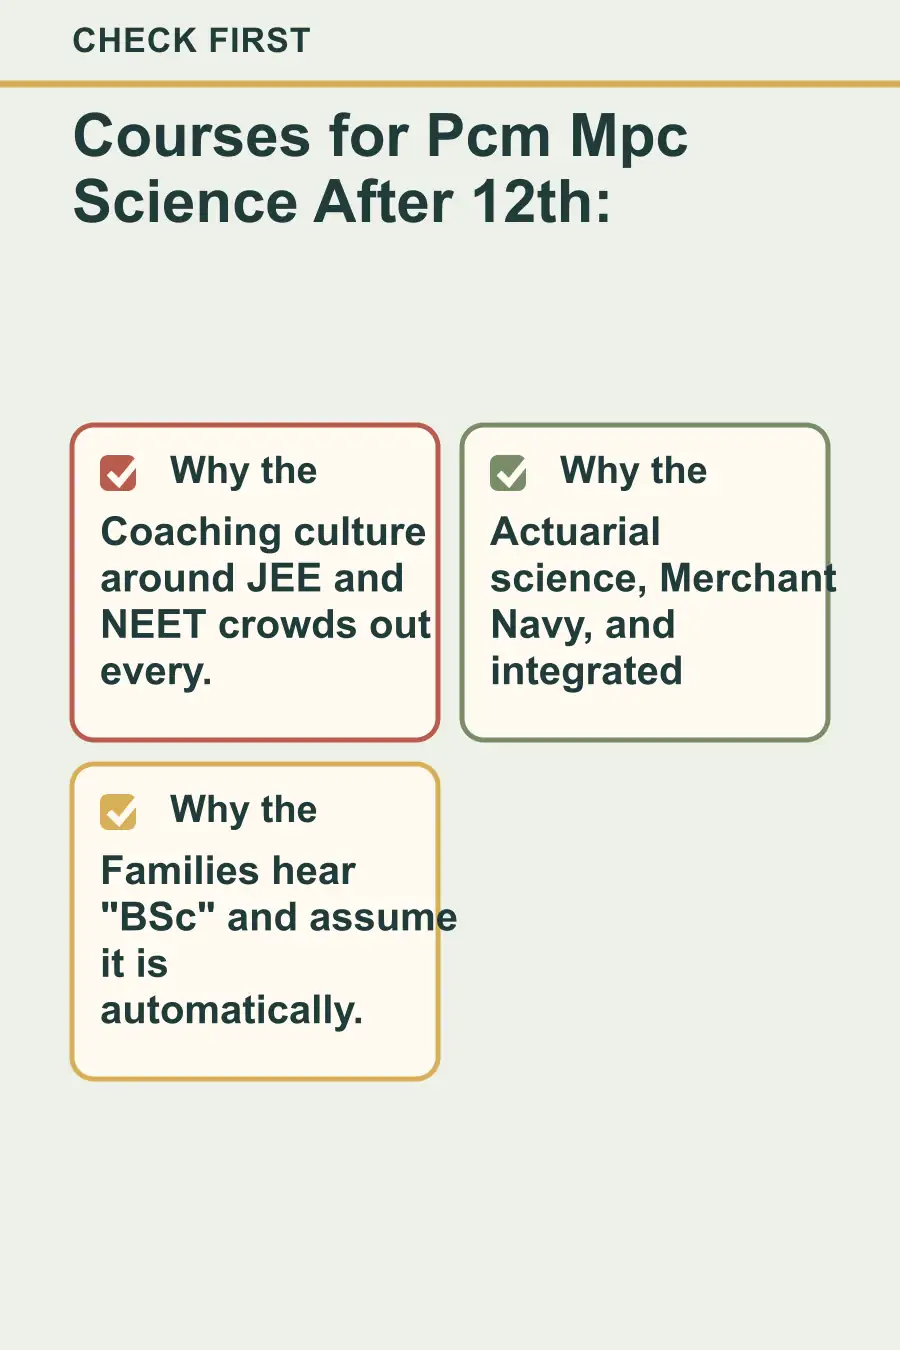 CHECK FIRST
Courses for Pcm Mpc
Science After 12th:
Why the
Coaching culture
around JEE and
NEET crowds out
every.
Why the
Actuarial
science, Merchant
Navy, and
integrated
Why the
Families hear
"BSc" and assume
it is
automatically.